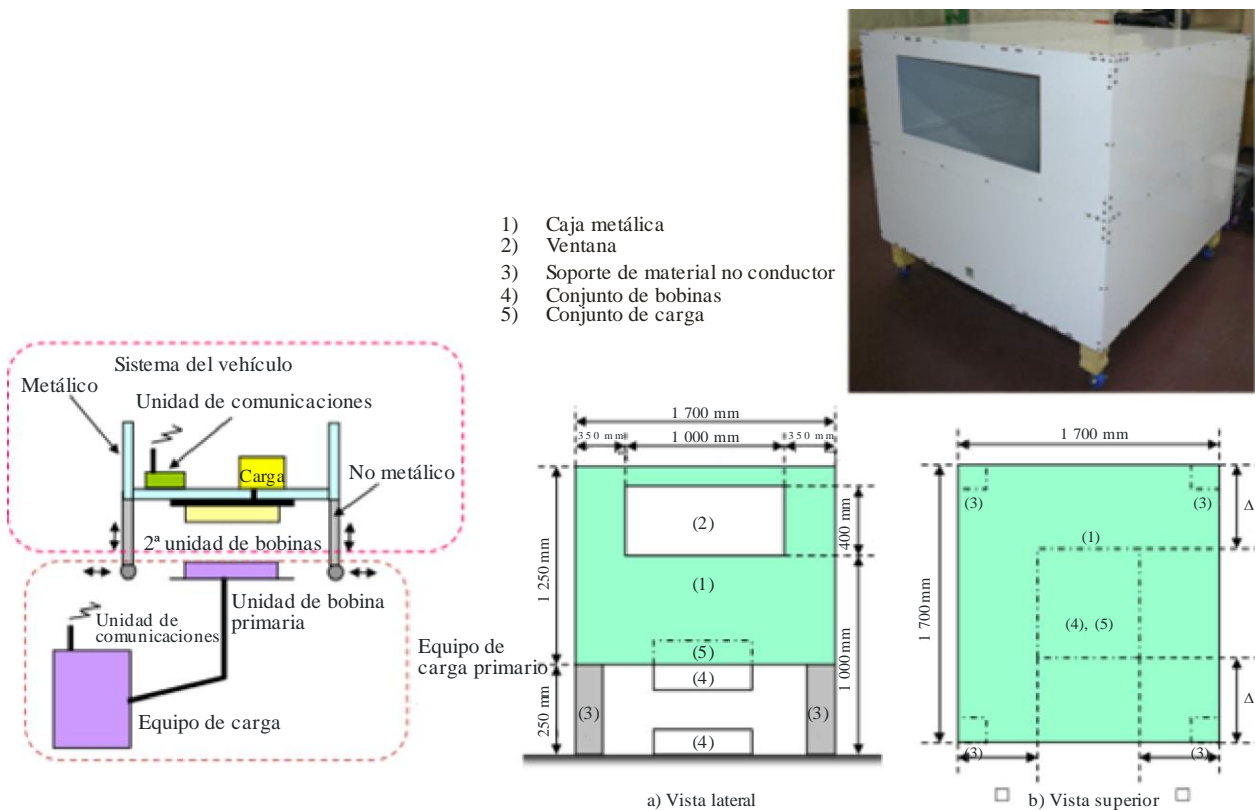 1) Caja metálica
2) Ventana
3) Soporte de material no conductor
4) Conjunto de bobinas
5) Conjunto de carga
Sistema del vehículo
Metálico
Unidad de comunicaciones
Carga
No metálico
2ª unidad de bobinas
Unidad de
comunicaciones
Unidad de bobina
primaria
Equipo de
carga primario
Equipo de carga
1 700 mm
350 mm
1 000 mm
350 mm
(2)
400 mm
1 250 mm
(1)
(5)
(4)
1 000 mm
250 mm
(3)
(3)
(4)
a) Vista lateral
1 700 mm
(3)
(3)
Δ
(1)
1 700 mm
(4), (5)
Δ
(3)
(3)
b) Vista superior